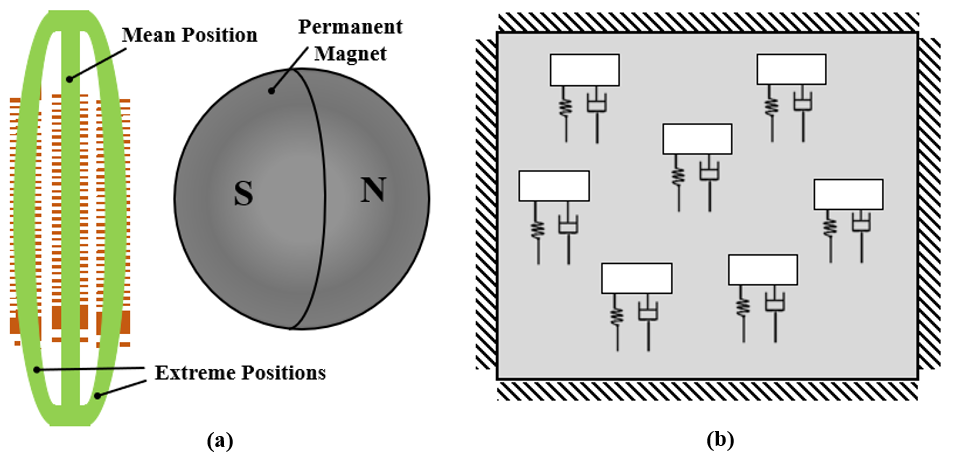 Mean Position
Permanent
Magnet
S
N
Extreme Positions
(a)
(b)